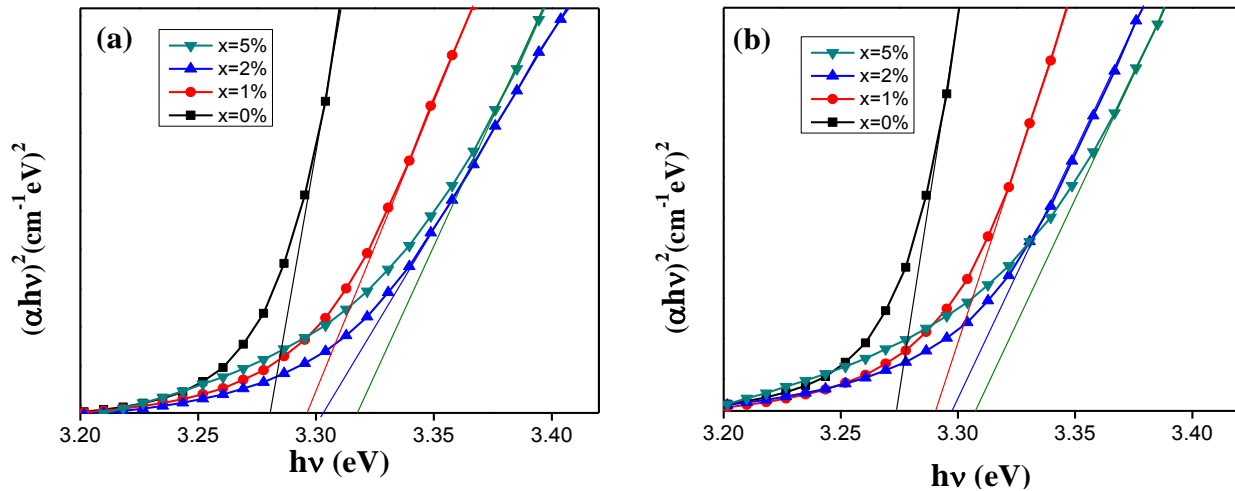 (a)
x=5%
x=2%
x=1%
x=0%
(αhν)²(cm⁻¹eV)²
3.20 3.25 3.30 3.35 3.40
hν (eV)
(b)
x=5%
x=2%
x=1%
x=0%
(αhν)²(cm⁻¹eV)²
3.20 3.25 3.30 3.35 3.40
hν (eV)